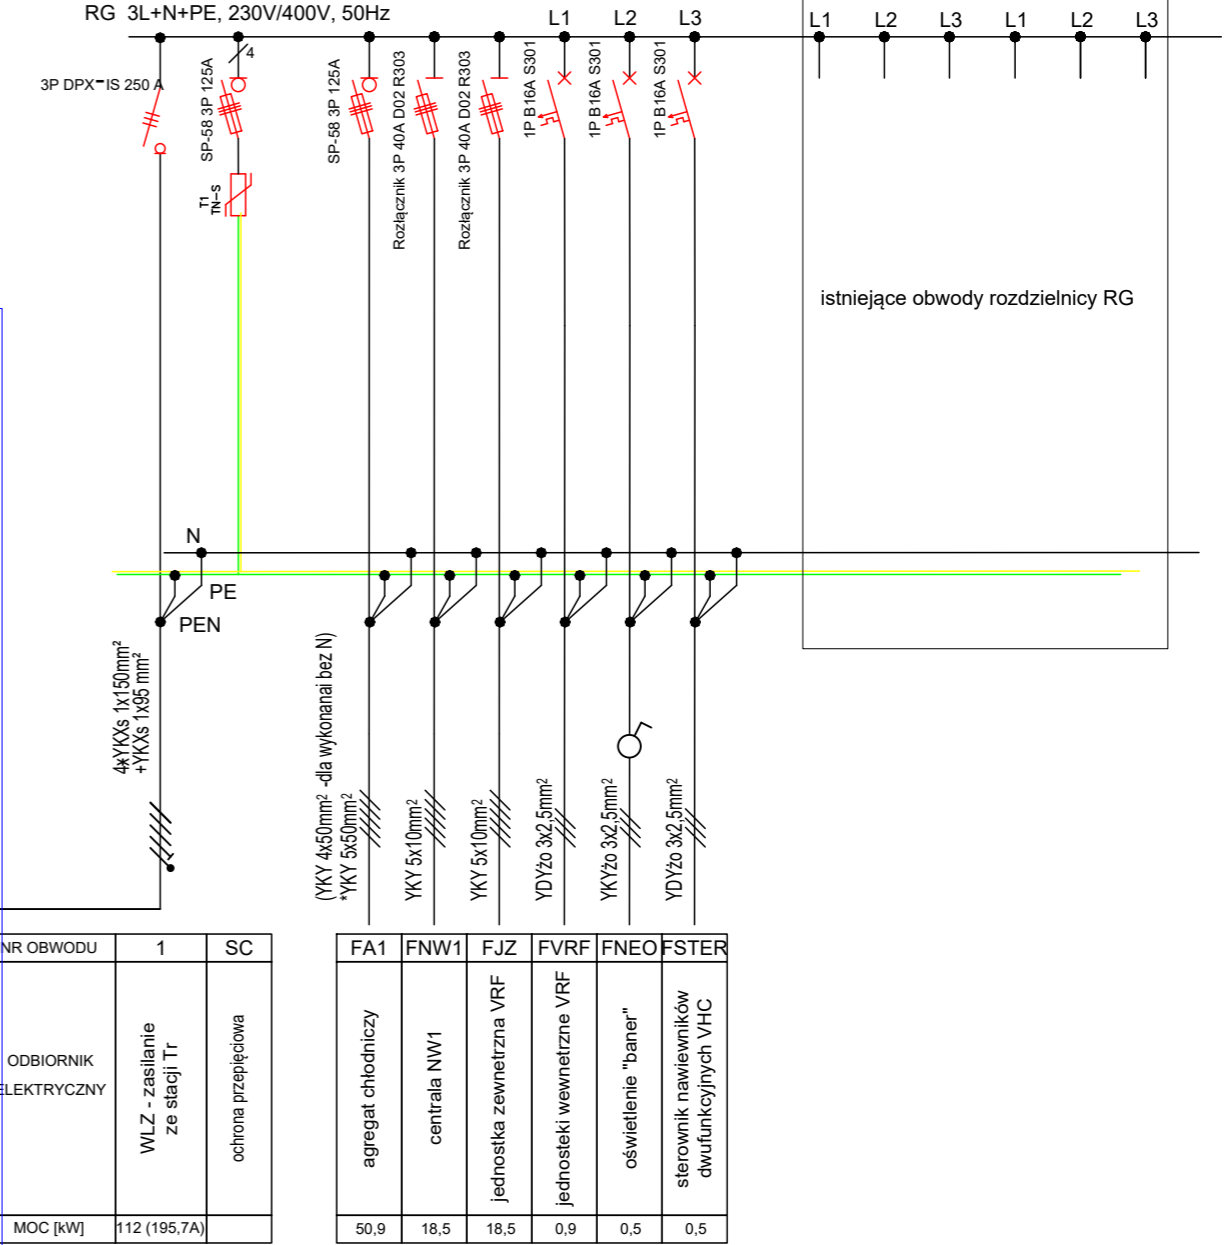 RG 3L+N+PE, 230V/400V, 50Hz
L1 L2 L3
L1 L2 L3 L1 L2 L3
4
3P DPX-IS 250 A
SP-58 3P 125A
SP-58 3P 125A
Rozłącznik 3P 40A D02 R303
Rozłącznik 3P 40A D02 R303
1P B16A S301
1P B16A S301
1P B16A S301
T1
TN-S
istniejące obwody rozdzielnicy RG
N
PE
PEN
4xYKXs 1x150mm²
+YKXs 1x95 mm²
(YKY 4x50mm² -dla wykonanai bez N)
*YKY 5x50mm²
YKY 5x10mm²
YKY 5x10mm²
YDYżo 3x2,5mm²
YKYżo 3x2,5mm²
YDYżo 3x2,5mm²
NR OBWODU 1 SC FA1 FNW1 FJZ FVRF FNEO FSTER
ODBIORNIK
ELEKTRYCZNY
WLZ - zasilanie
ze stacji Tr
ochrona przepięciowa
agregat chłodniczy
centrala NW1
jednostka zewnetrzna VRF
jednosteki wewnetrzne VRF
oświetlenie "baner"
sterownik nawiewników
dwufunkcyjnych VHC
MOC [kW] 112 (195,7A) 50,9 18,5 18,5 0,9 0,5 0,5